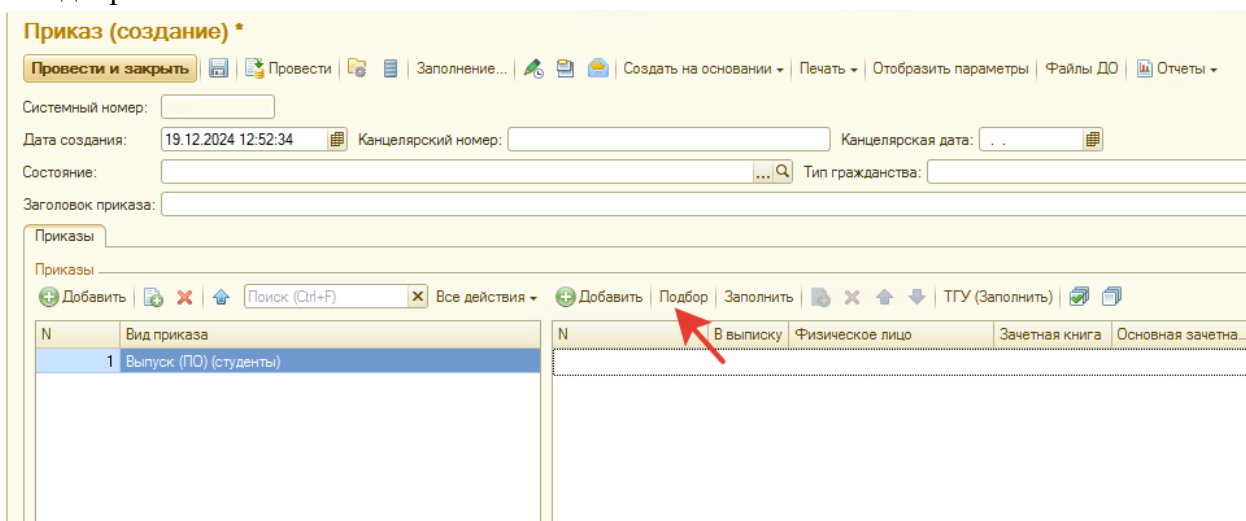 Приказ (создание) *
Провести и закрыть Провести Заполнение... Создать на основании Печать Отобразить параметры Файлы ДО Отчеты
Системный номер:
Дата создания: 19.12.2024 12:52:34 Канцелярский номер: Канцелярская дата: . .
Состояние: ... Тип гражданства:
Заголовок приказа:
Приказы
Приказы
Добавить Поиск (Ctrl+F) Все действия Добавить Подбор Заполнить ТГУ (Заполнить)
N Вид приказа N В выписку Физическое лицо Зачетная книга Основная зачетна...
1 Выпуск (ПО) (студенты)